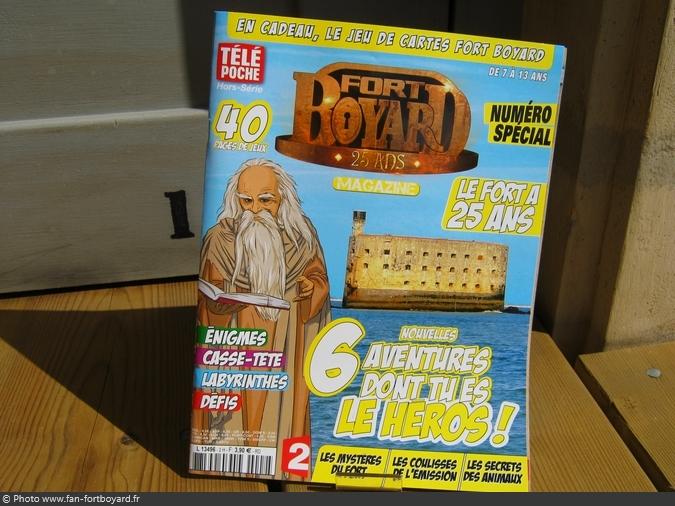 EN CADEAU, LE JEU DE CARTES FORT BOYARD
DE 7 À 13 ANS
TÉLÉ
POCHE
Hors-Série
FORT
BOYARD
25 ANS
MAGAZINE
NUMÉRO
SPÉCIAL
40
PAGES DE JEUX
LE FORT A
25 ANS
1
ÉNIGMES
CASSE-TÊTE
LABYRINTHES
DÉFIS
NOUVELLES
6 AVENTURES
DONT TU ES
LE HÉROS !
L 13496 - 2 H - F: 3,90 € - RD
2
LES MYSTÈRES
DU FORT
LES COULISSES
DE L'ÉMISSION
LES SECRETS
DES ANIMAUX
© Photo www.fan-fortboyard.fr